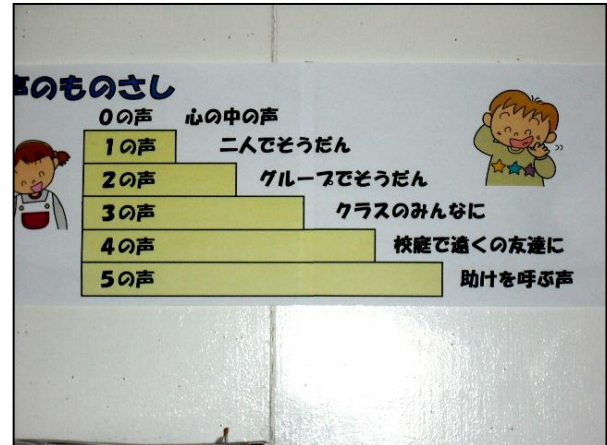 声のものさし
0の声 心の中の声
1の声 二人でそうだん
2の声 グループでそうだん
3の声 クラスのみんなに
4の声 校庭で遠くの友達に
5の声 助けを呼ぶ声